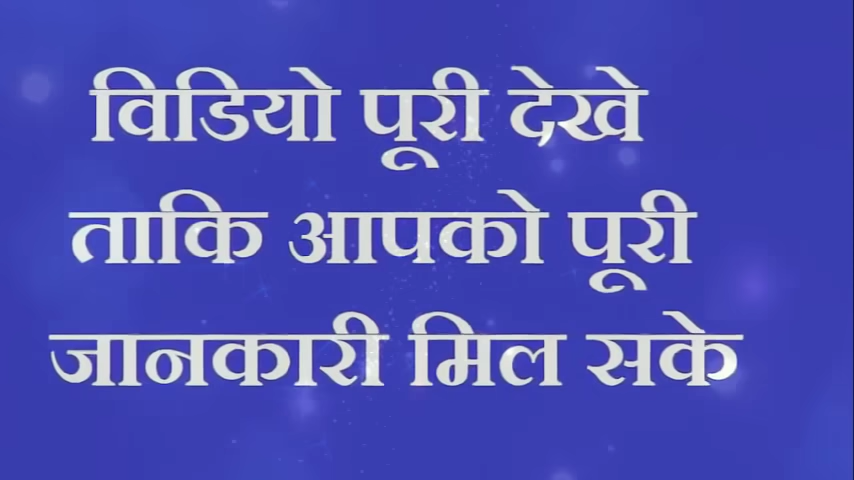 विडियो पूरी देखे
ताकि आपको पूरी
जानकारी मिल सके